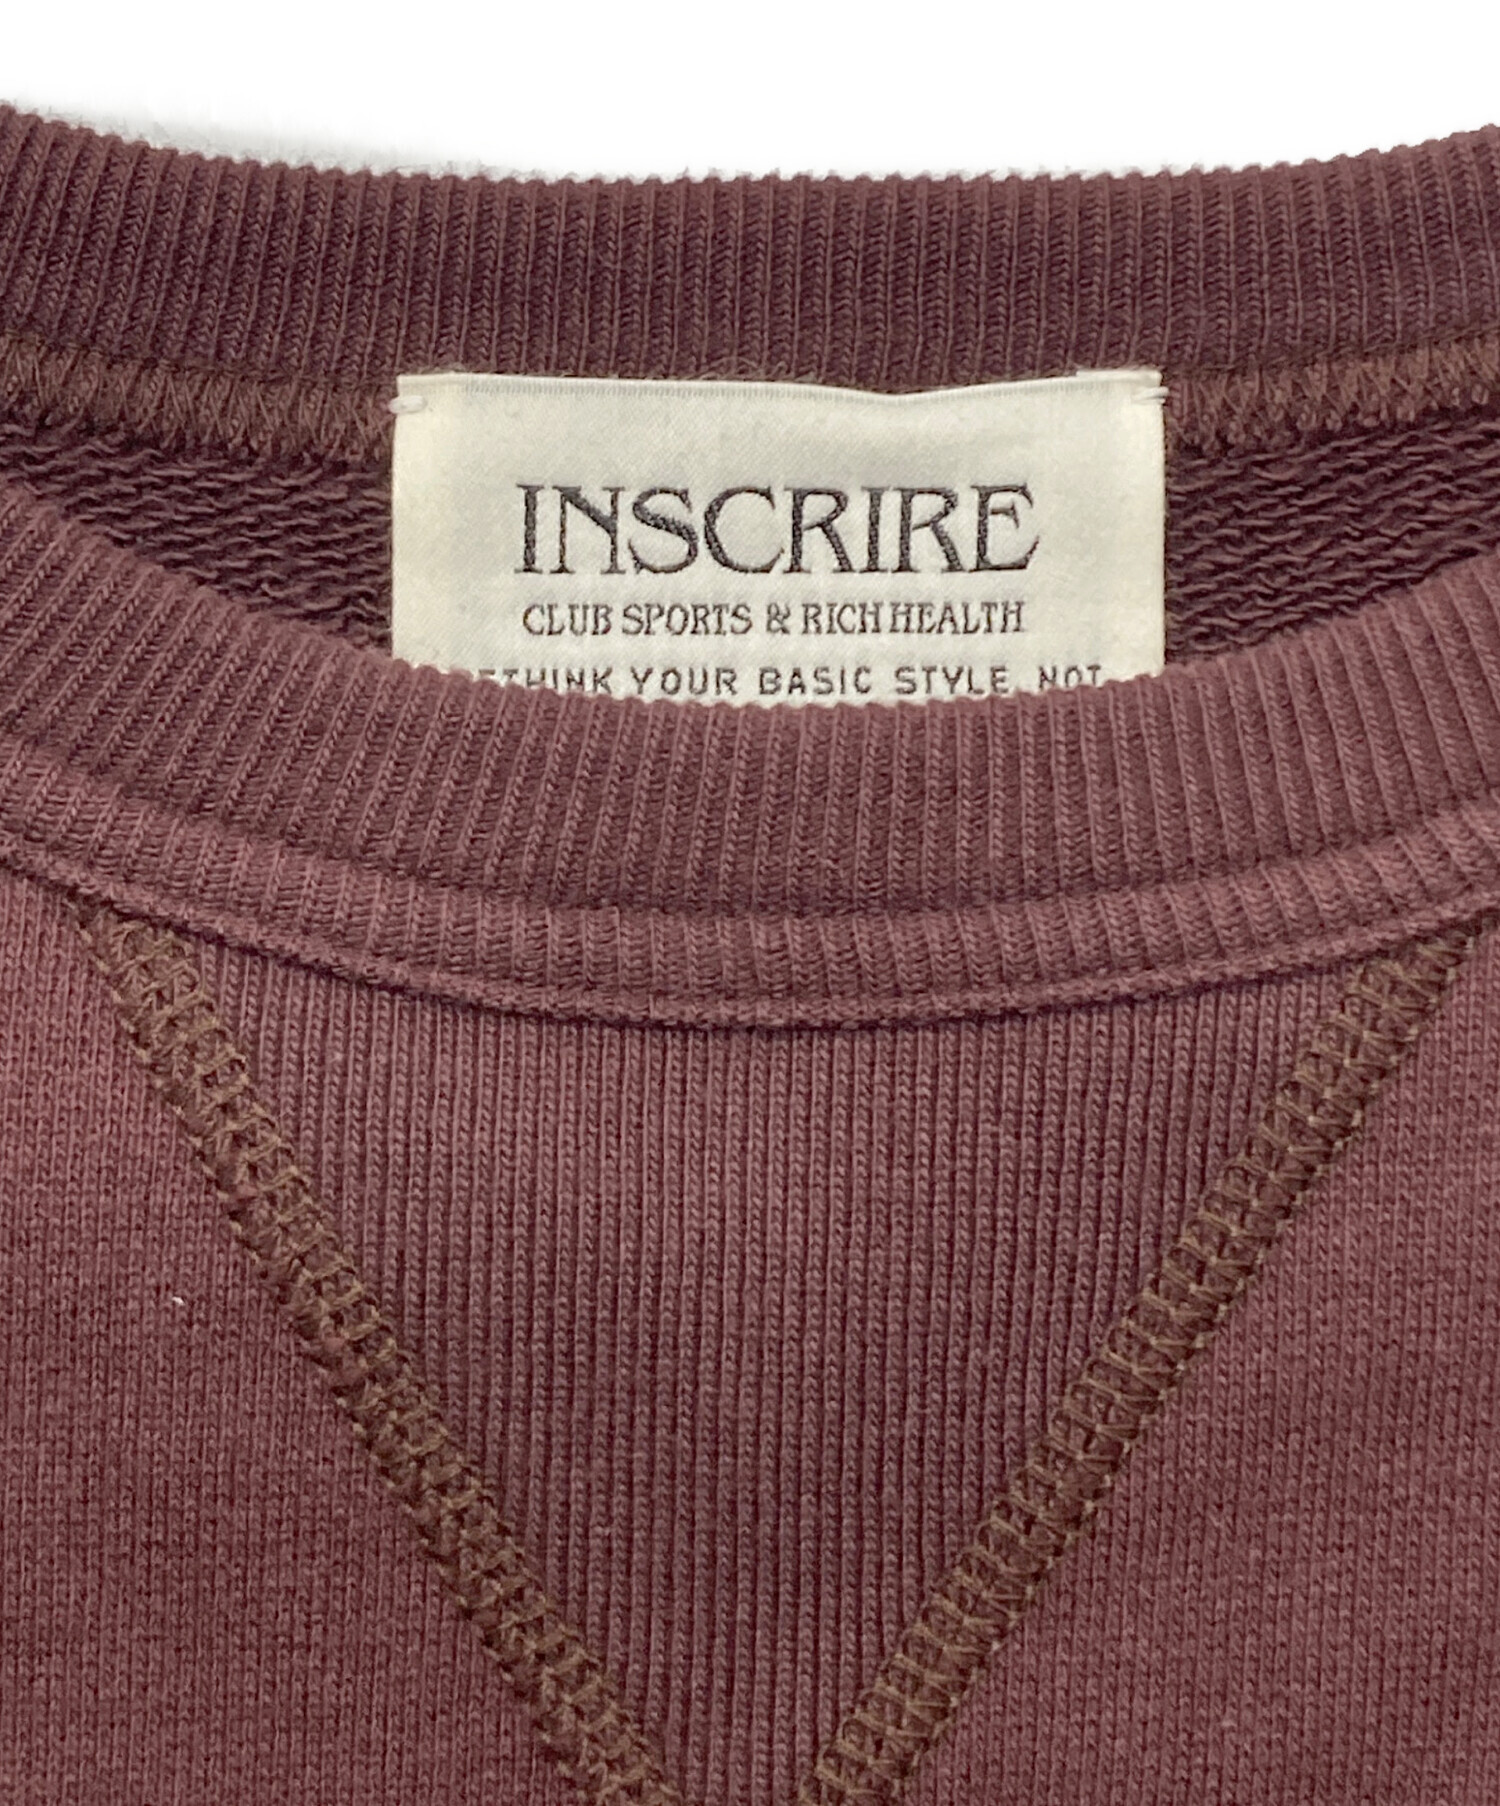 INSCRIRE
CLUB SPORTS & RICH HEALTH
YOUR BASIC STYLE, NOT